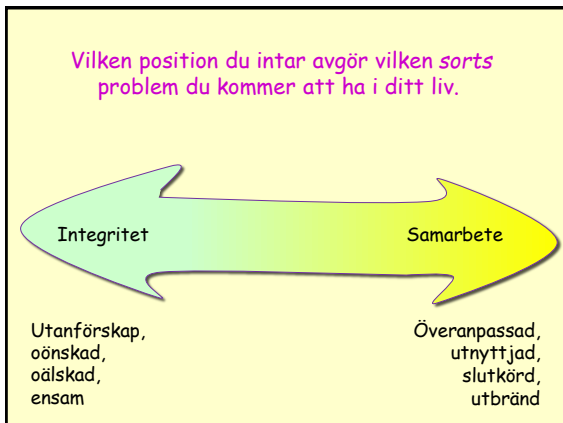 Vilken position du intar avgör vilken sorts
problem du kommer att ha i ditt liv.
Integritet
Samarbete
Utanförskap,
oönskad,
oälskad,
ensam
Överanpassad,
utnyttjad,
slutkörd,
utbränd